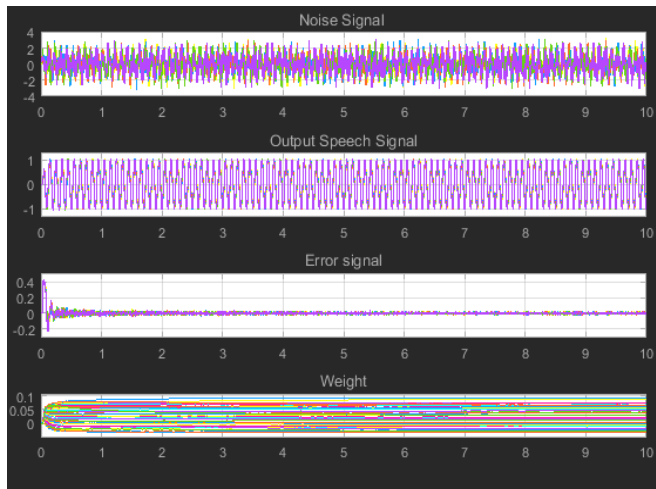 Noise Signal
4
2
0
-2
-4
0 1 2 3 4 5 6 7 8 9 10
Output Speech Signal
1
0
-1
0 1 2 3 4 5 6 7 8 9 10
Error signal
0.4
0.2
0
-0.2
0 1 2 3 4 5 6 7 8 9 10
Weight
0.1
0.05
0
0 1 2 3 4 5 6 7 8 9 10